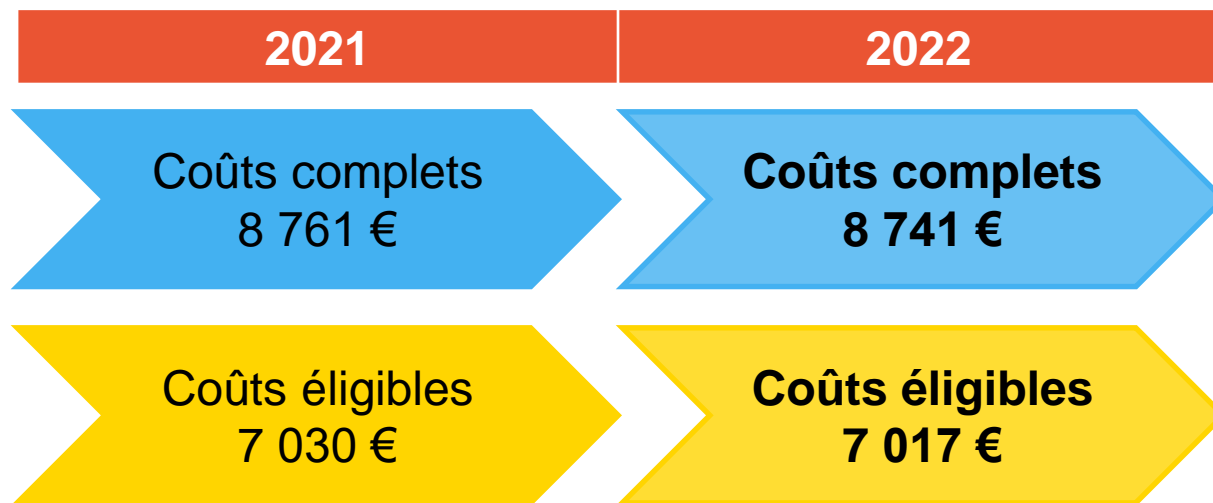 2021
2022
Coûts complets
8 761 €
Coûts complets
8 741 €
Coûts éligibles
7 030 €
Coûts éligibles
7 017 €